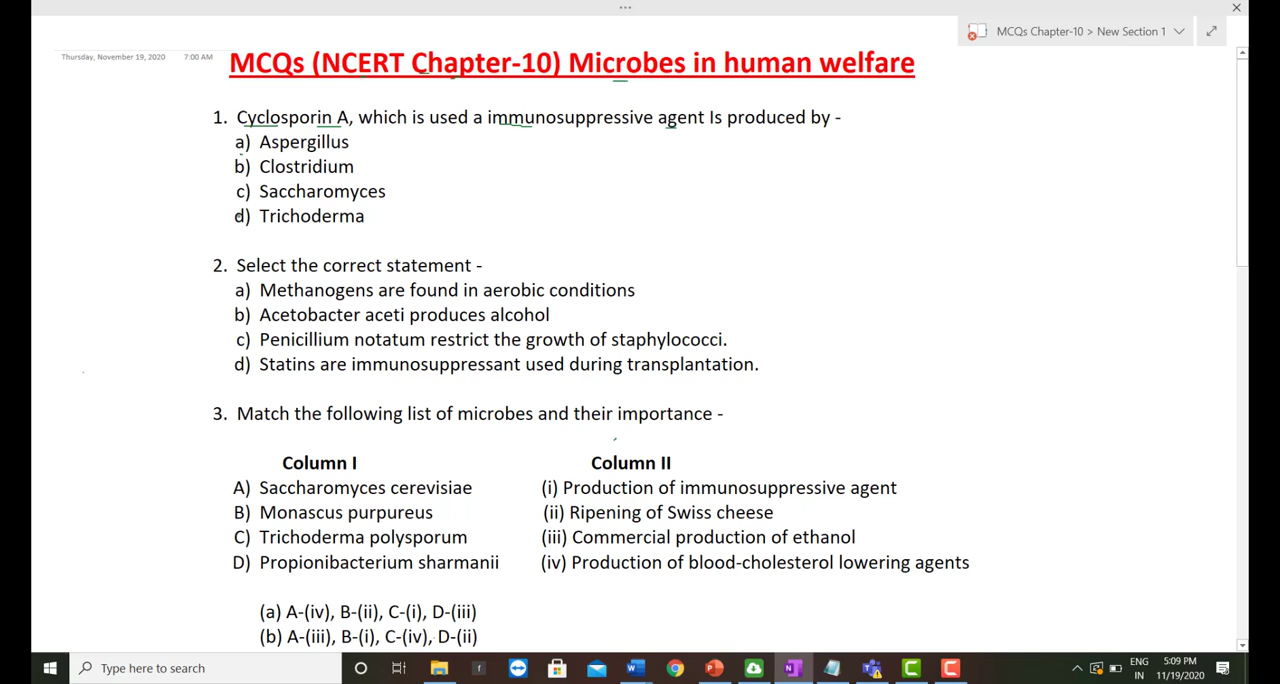 MCQs Chapter-10 > New Section 1
Thursday, November 19, 2020 7:00 AM
MCQs (NCERT Chapter-10) Microbes in human welfare
1. Cyclosporin A, which is used a immunosuppressive agent Is produced by -
a) Aspergillus
b) Clostridium
c) Saccharomyces
d) Trichoderma
2. Select the correct statement -
a) Methanogens are found in aerobic conditions
b) Acetobacter aceti produces alcohol
c) Penicillium notatum restrict the growth of staphylococci.
d) Statins are immunosuppressant used during transplantation.
3. Match the following list of microbes and their importance -
Column I Column II
A) Saccharomyces cerevisiae (i) Production of immunosuppressive agent
B) Monascus purpureus (ii) Ripening of Swiss cheese
C) Trichoderma polysporum (iii) Commercial production of ethanol
D) Propionibacterium sharmanii (iv) Production of blood-cholesterol lowering agents
(a) A-(iv), B-(ii), C-(i), D-(iii)
(b) A-(iii), B-(i), C-(iv), D-(ii)
Type here to search
ENG 5:09 PM
IN 11/19/2020